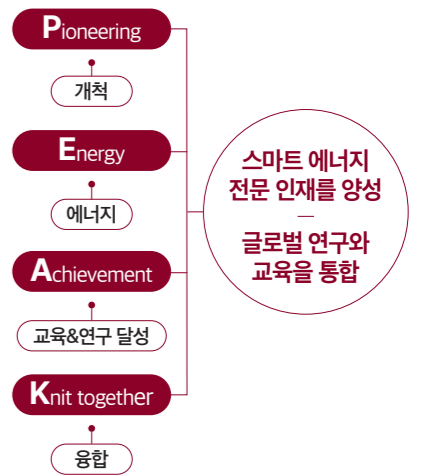 Pioneering
개척
Energy
에너지
Achievement
교육&연구 달성
Knit together
융합
스마트 에너지
전문 인재를 양성
글로벌 연구와
교육을 통합